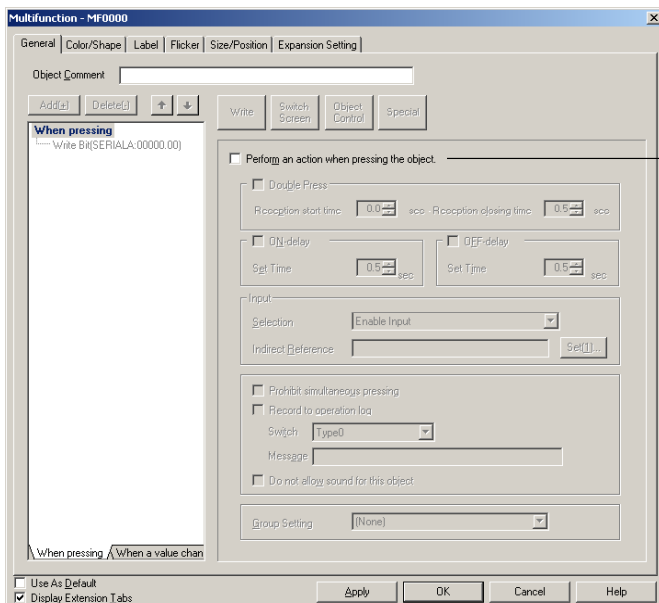 Multifunction - MF0000
General Color/Shape Label Flicker Size/Position Expansion Setting
Object Comment
Add(+) Delete(-)
Write Switch Screen Object Control Special
When pressing
Write Bit(SERIALA:00000.00)
Perform an action when pressing the object.
Double Press
Reception start time 0.0 sec Reception closing time 0.5 sec
ON-delay OFF-delay
Set Time 0.5 sec Set Time 0.5 sec
Input
Selection Enable Input
Indirect Reference Set(1)...
Prohibit simultaneous pressing
Record to operation log
Switch Type0
Message
Do not allow sound for this object
Group Setting (None)
When pressing When a value chan
Use As Default
Display Extension Tabs
Apply OK Cancel Help